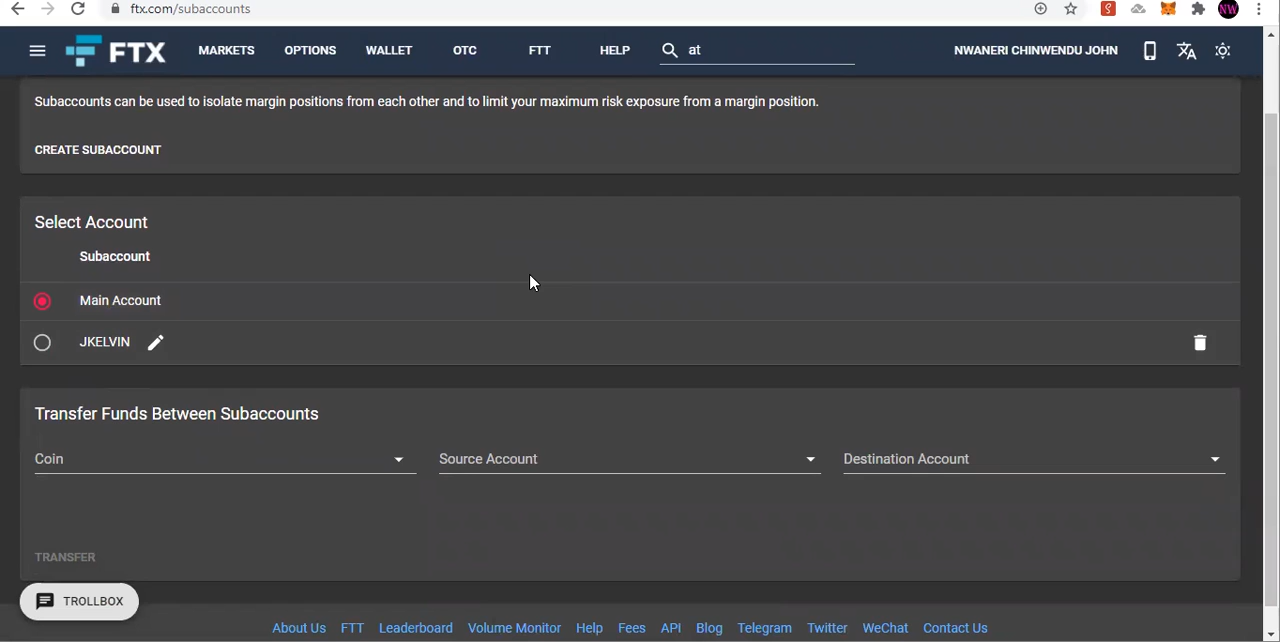 ftx.com/subaccounts
NW
FTX MARKETS OPTIONS WALLET OTC FTT HELP at NWANERI CHINWENDU JOHN
Subaccounts can be used to isolate margin positions from each other and to limit your maximum risk exposure from a margin position.
CREATE SUBACCOUNT
Select Account
Subaccount
Main Account
JKELVIN
Transfer Funds Between Subaccounts
Coin Source Account Destination Account
TRANSFER
TROLLBOX
About Us FTT Leaderboard Volume Monitor Help Fees API Blog Telegram Twitter WeChat Contact Us